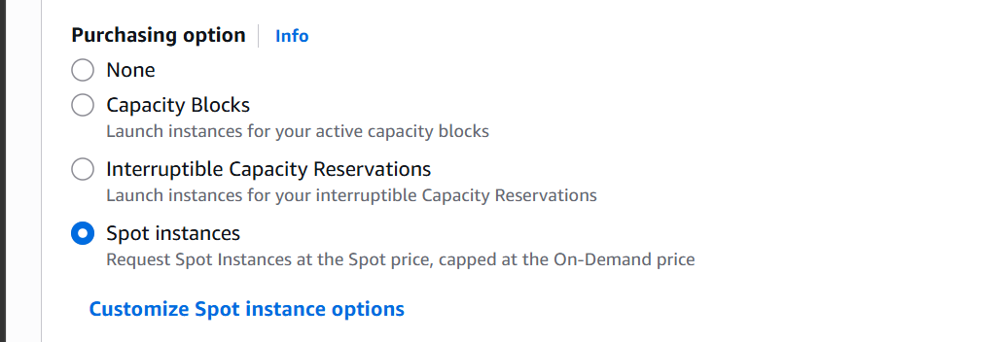 Purchasing option Info
None
Capacity Blocks
Launch instances for your active capacity blocks
Interruptible Capacity Reservations
Launch instances for your interruptible Capacity Reservations
Spot instances
Request Spot Instances at the Spot price, capped at the On-Demand price
Customize Spot instance options